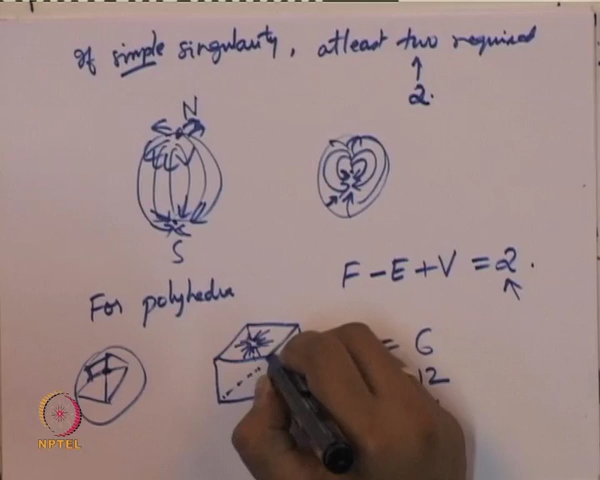 If simple singularity, atleast two required
↑
2.
N
S
F - E + V = 2.
↑
For polyhedra
= 6
12
NPTEL